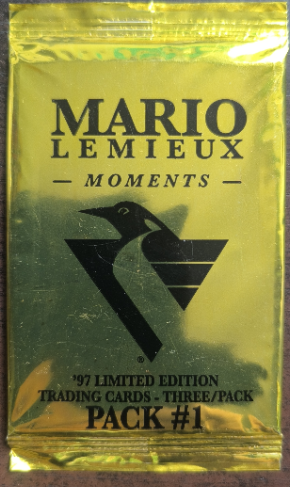 MARIO
LEMIEUX
— MOMENTS —
®
'97 LIMITED EDITION
TRADING CARDS - THREE/PACK
PACK #1